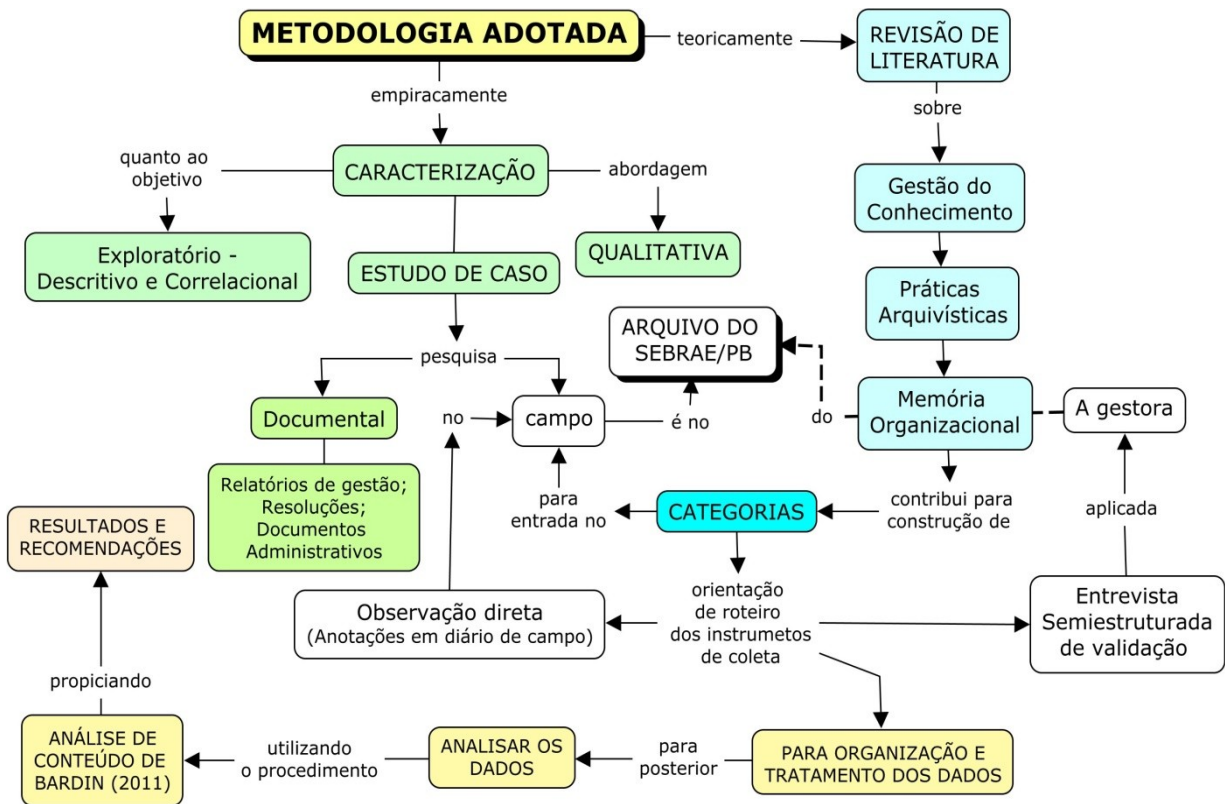 METODOLOGIA ADOTADA
teoricamente
REVISÃO DE
LITERATURA
empiracamente
sobre
quanto ao
objetivo
CARACTERIZAÇÃO
abordagem
Gestão do
Conhecimento
Exploratório -
Descritivo e Correlacional
ESTUDO DE CASO
QUALITATIVA
Práticas
Arquivísticas
ARQUIVO DO
SEBRAE/PB
pesquisa
Documental
no
campo
é no
do
Memória
Organizacional
A gestora
Relatórios de gestão;
Resoluções;
Documentos
Administrativos
para
entrada no
CATEGORIAS
contribui para
construção de
aplicada
RESULTADOS E
RECOMENDAÇÕES
Observação direta
(Anotações em diário de campo)
orientação
de roteiro
dos instrumetos
de coleta
Entrevista
Semiestruturada
de validação
propiciando
ANÁLISE DE
CONTEÚDO DE
BARDIN (2011)
utilizando
o procedimento
ANALISAR OS
DADOS
para
posterior
PARA ORGANIZAÇÃO E
TRATAMENTO DOS DADOS